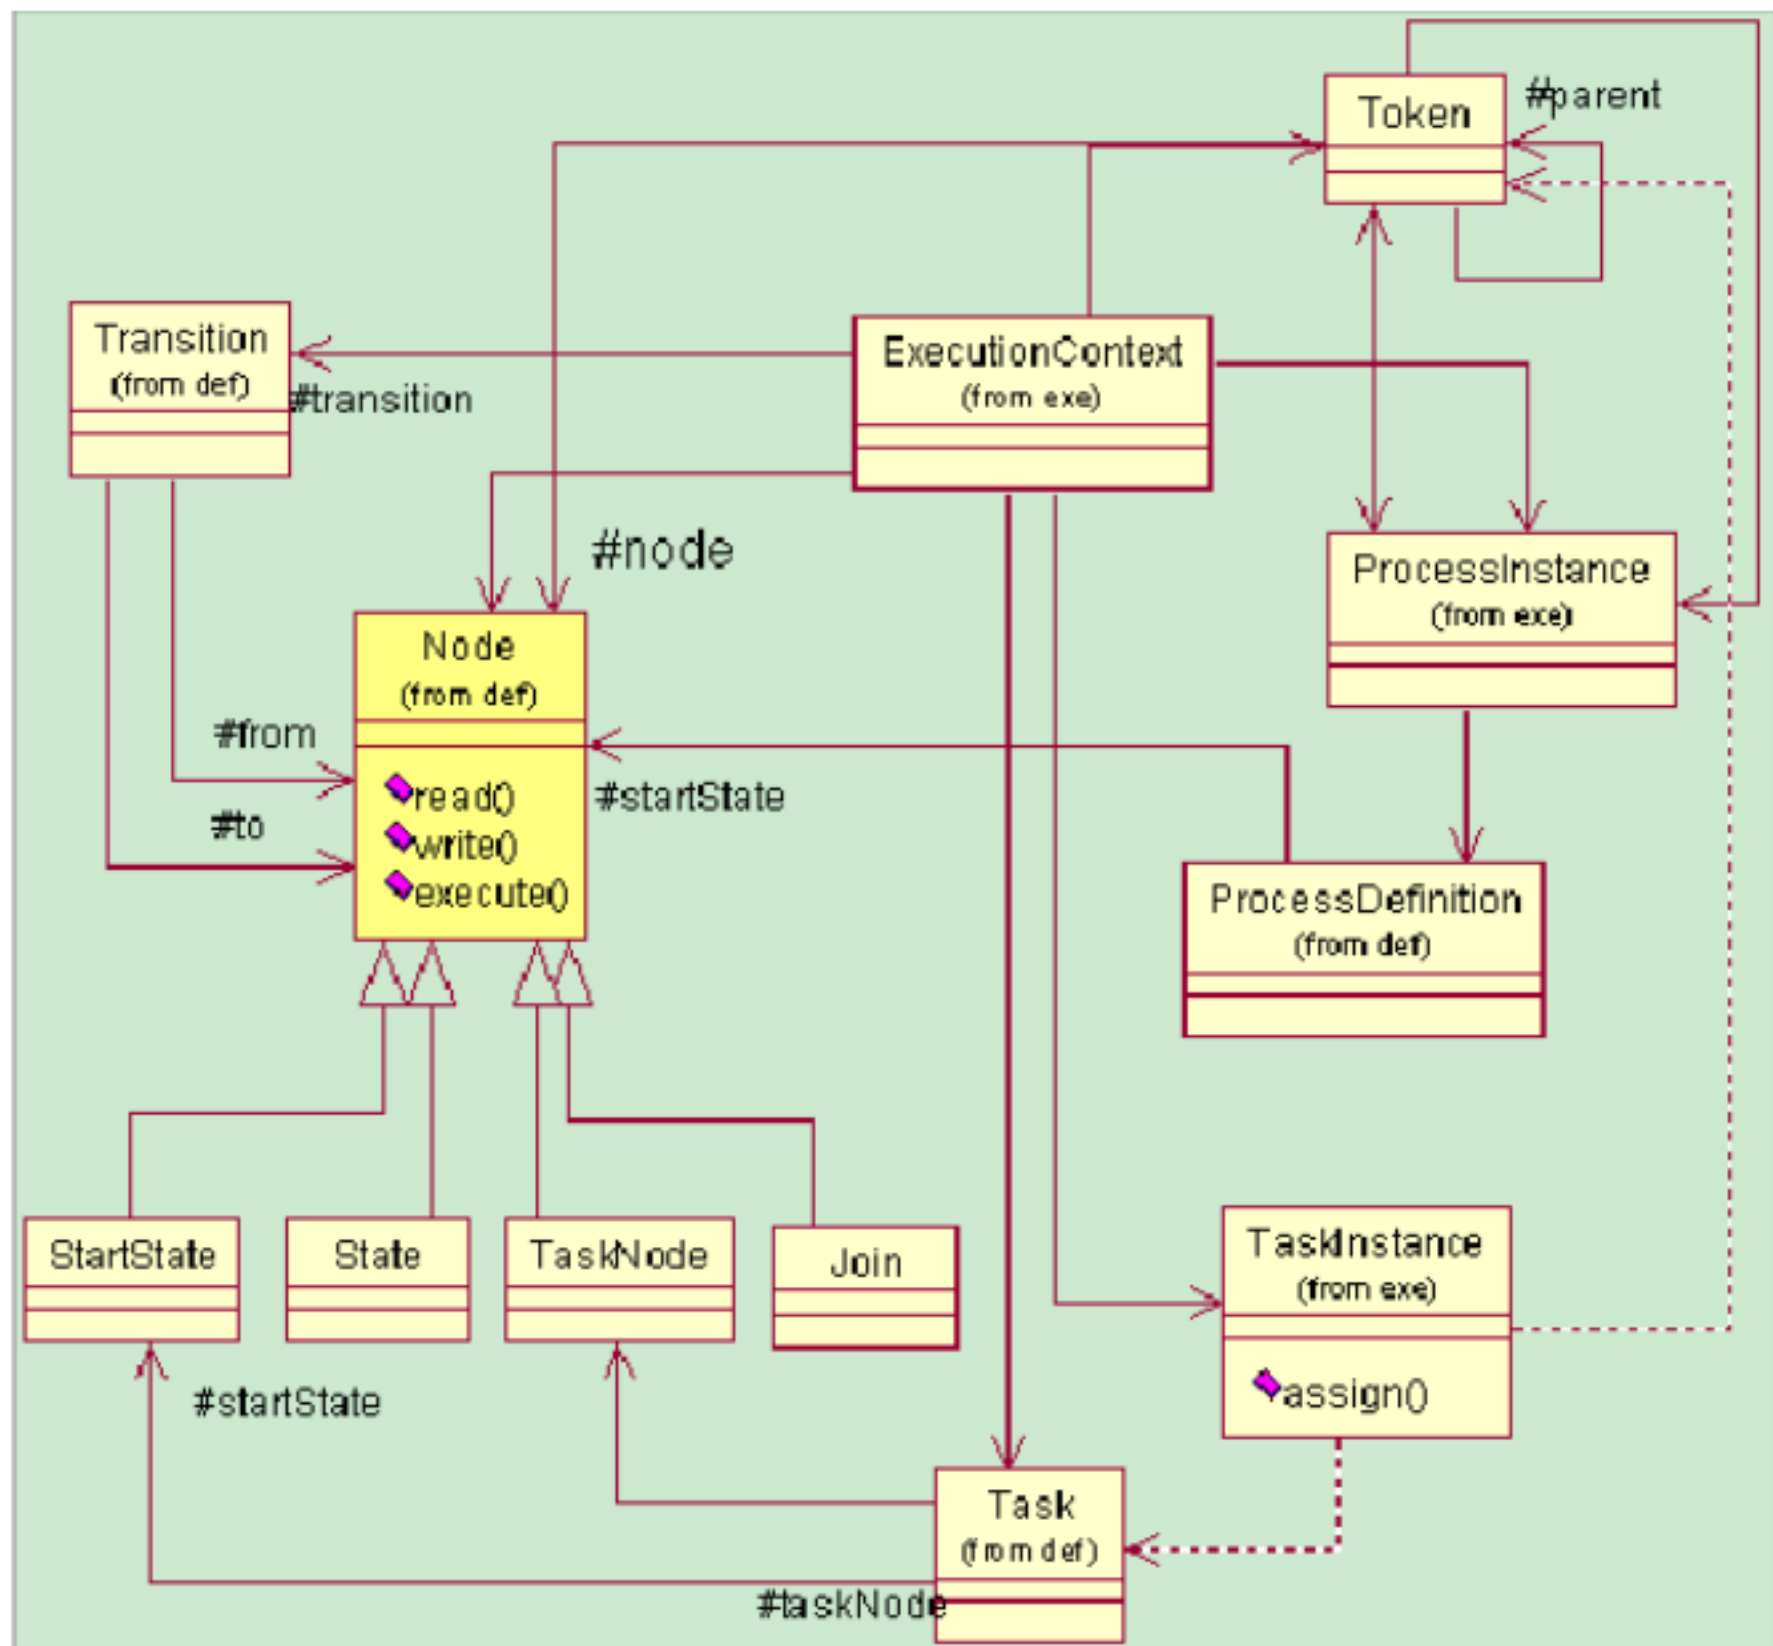 Token
#parent
Transition
(from def)
#transition
ExecutionContext
(from exe)
#node
ProcessInstance
(from exe)
Node
(from def)
#from
read()
#startState
#to
write()
execute()
ProcessDefinition
(from def)
StartState
State
TaskNode
Join
TaskInstance
(from exe)
#startState
assign()
Task
(from def)
#taskNode